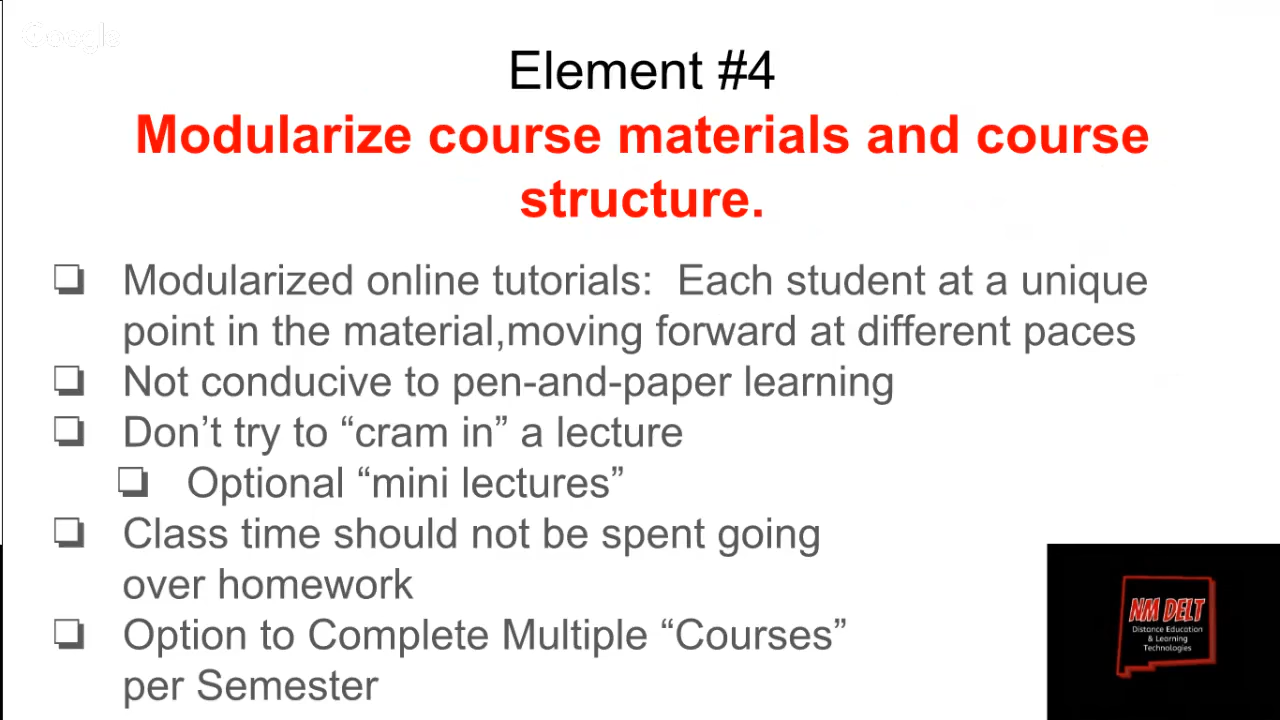 Google
Element #4
Modularize course materials and course
structure.
❏ Modularized online tutorials:  Each student at a unique
point in the material,moving forward at different paces
❏ Not conducive to pen-and-paper learning
❏ Don’t try to “cram in” a lecture
❏ Optional “mini lectures”
❏ Class time should not be spent going
over homework
❏ Option to Complete Multiple “Courses”
per Semester
NM DELT
Distance Education
& Learning
Technologies